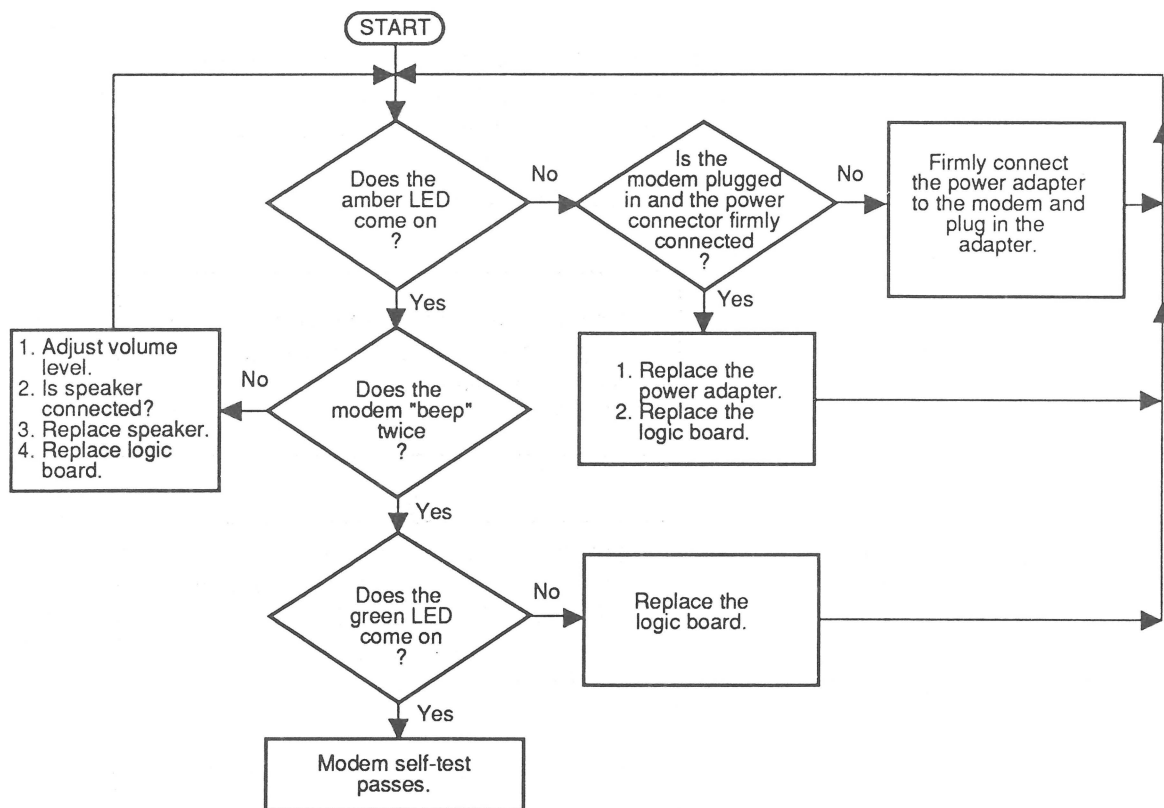 START
Does the
amber LED
come on
?
No
Is the
modem plugged
in and the power
connector firmly
connected
?
No
Firmly connect
the power adapter
to the modem and
plug in the
adapter.
Yes
Yes
1. Replace the
power adapter.
2. Replace the
logic board.
Does the
modem "beep"
twice
?
No
1. Adjust volume
level.
2. Is speaker
connected?
3. Replace speaker.
4. Replace logic
board.
Yes
Does the
green LED
come on
?
No
Replace the
logic board.
Yes
Modem self-test
passes.